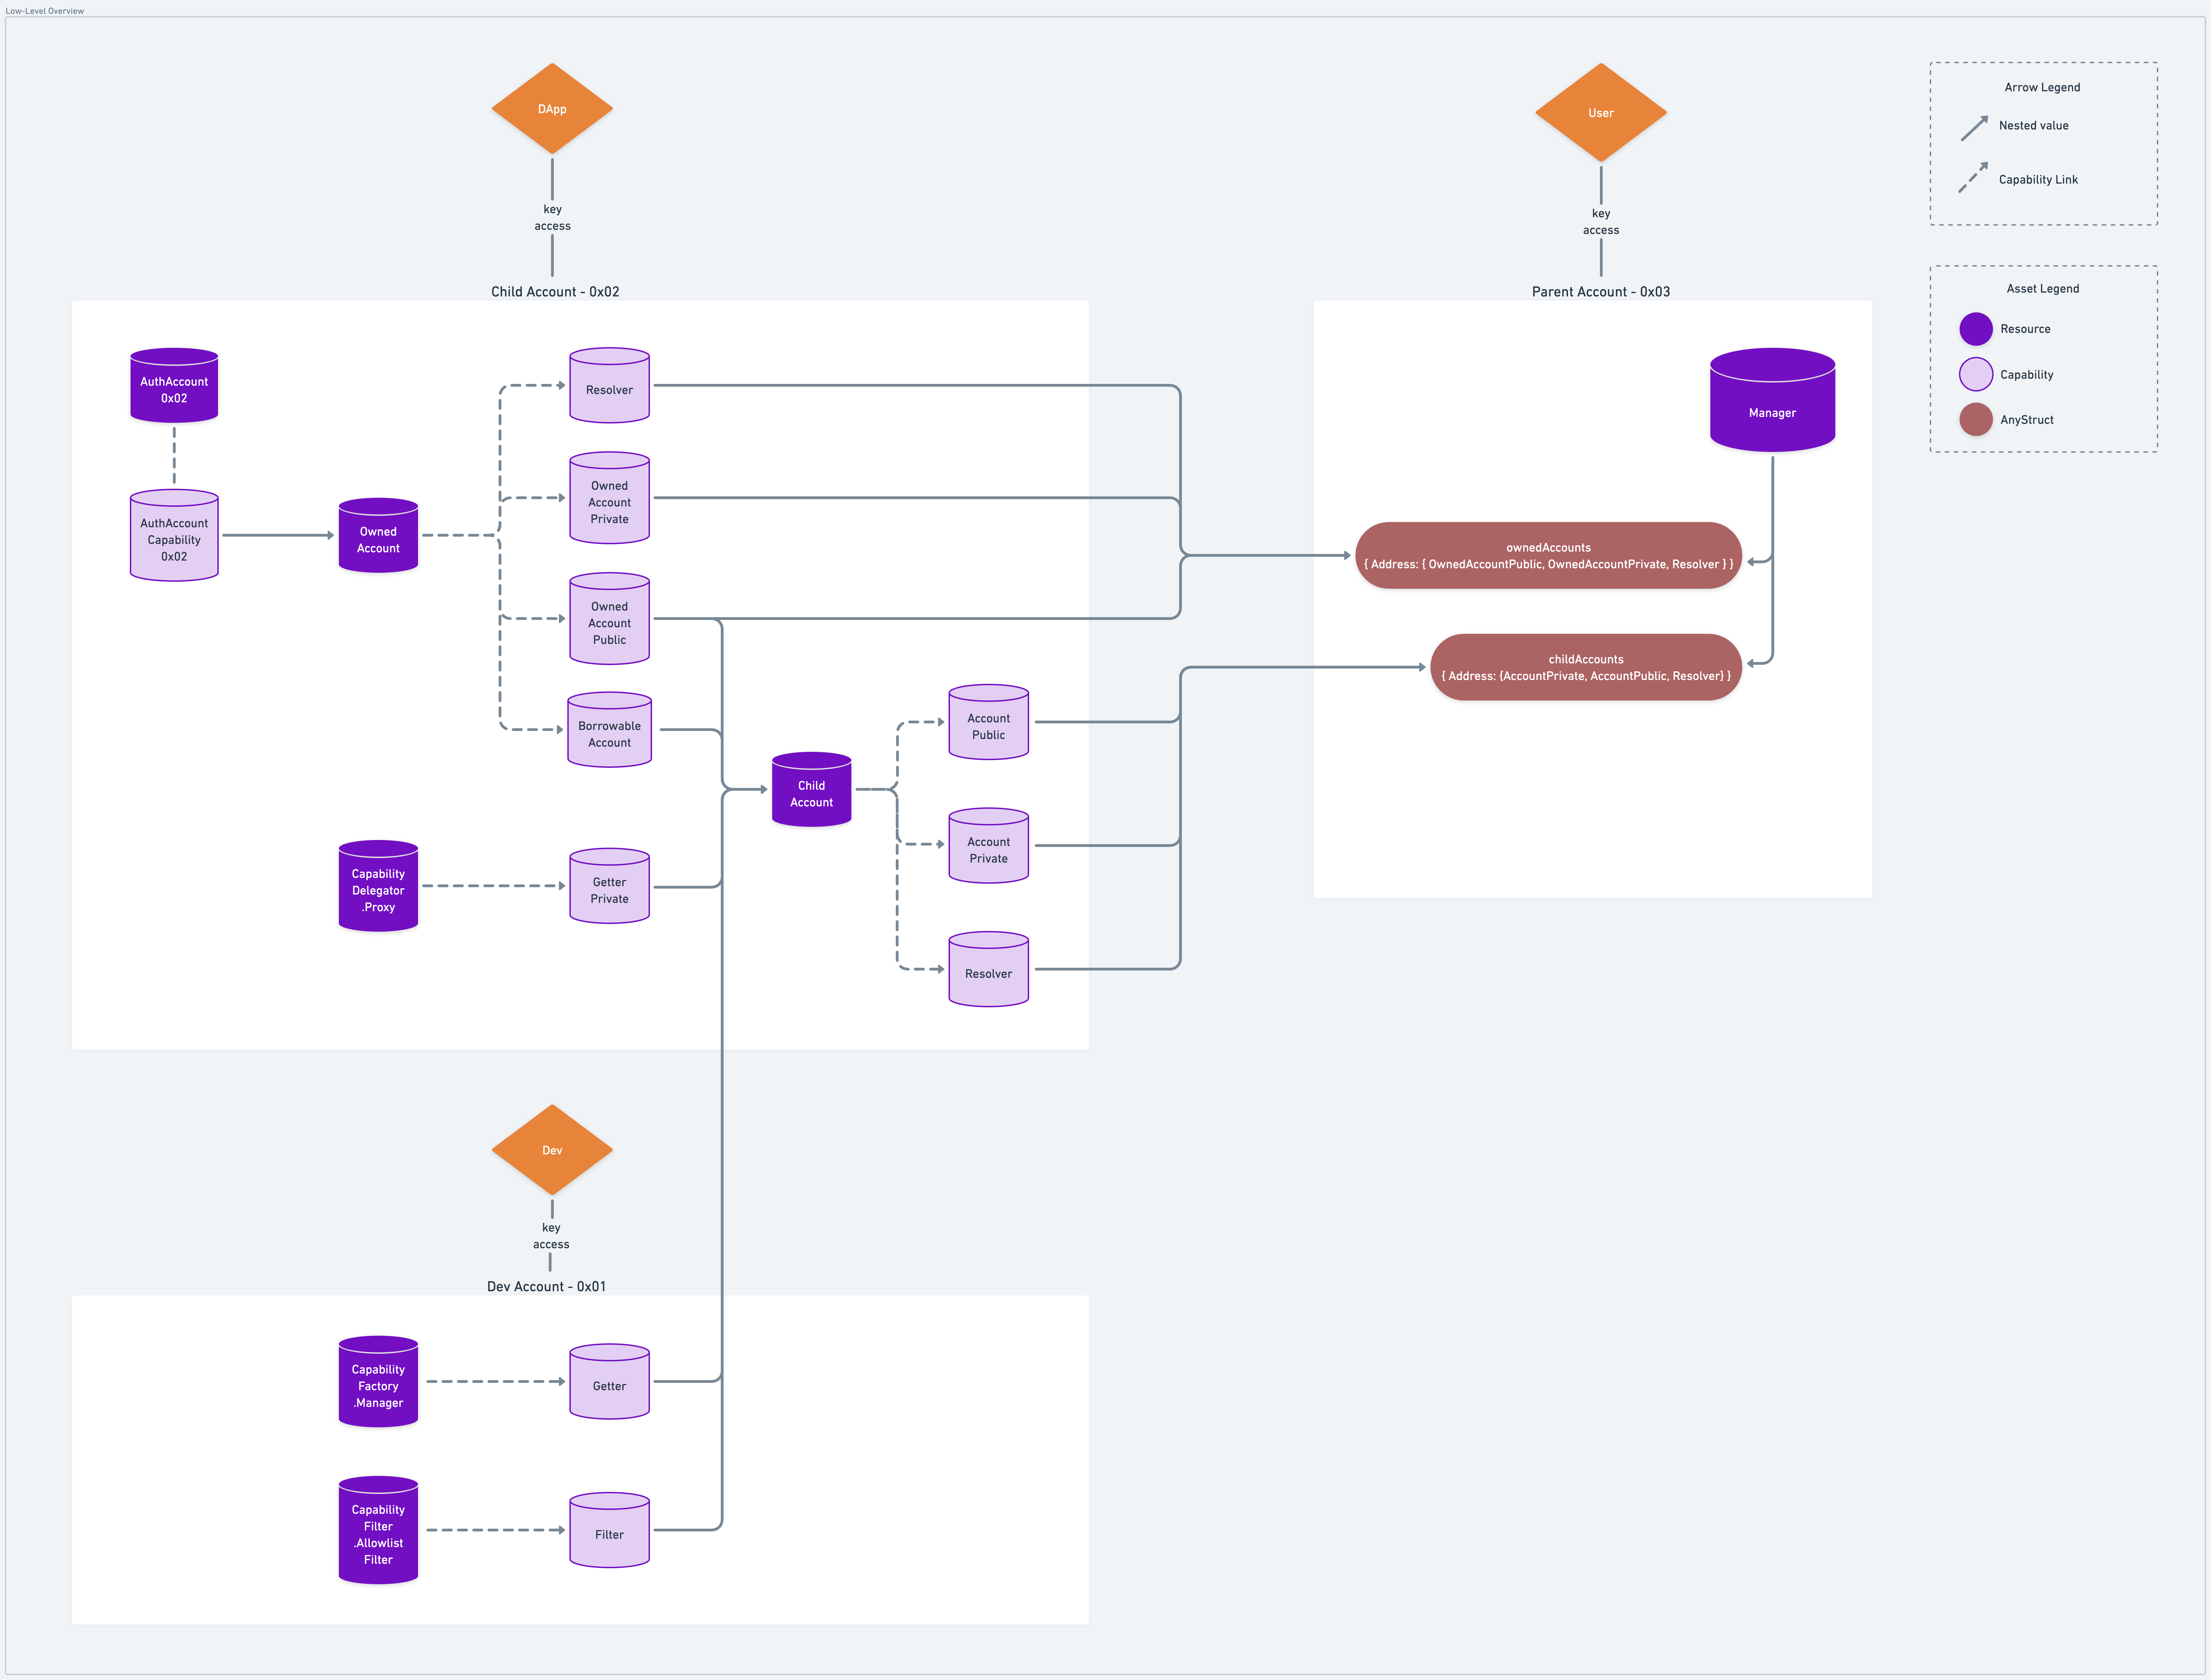 Low-Level Overview
DApp
key
access
Child Account - 0x02
User
key
access
Parent Account - 0x03
Arrow Legend
Nested value
Capability Link
Asset Legend
Resource
Capability
AnyStruct
AuthAccount
0x02
AuthAccount
Capability
0x02
Owned
Account
Resolver
Owned
Account
Private
Owned
Account
Public
Borrowable
Account
Capability
Delegator
.Proxy
Getter
Private
Child
Account
Account
Public
Account
Private
Resolver
Manager
ownedAccounts
{ Address: { OwnedAccountPublic, OwnedAccountPrivate, Resolver } }
childAccounts
{ Address: {AccountPrivate, AccountPublic, Resolver} }
Dev
key
access
Dev Account - 0x01
Capability
Factory
.Manager
Getter
Capability
Filter
.Allowlist
Filter
Filter